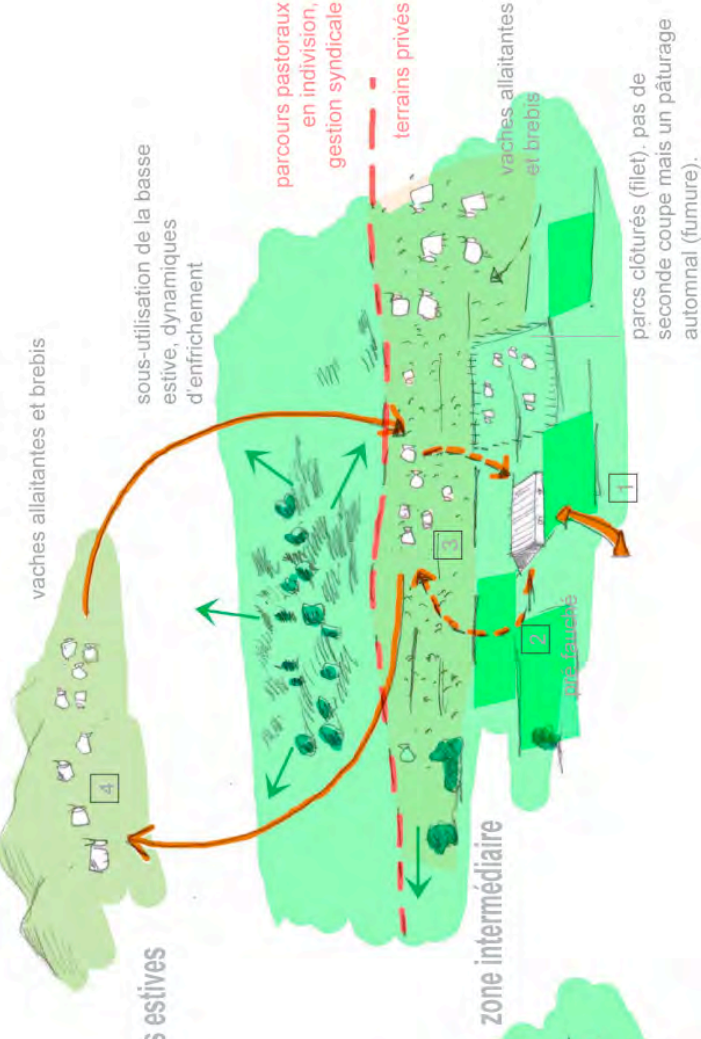 vaches allaitantes et brebis
4
s estives
sous-utilisation de la basse
estive, dynamiques
d'enfrichement
parcours pastoraux
en indivision,
gestion syndicale
terrains privés
3
zone intermédiaire
vaches allaitantes
et brebis
2
pré fauché
1
parcs clôturés (filet). pas de
seconde coupe mais un pâturage
automnal (fumure).